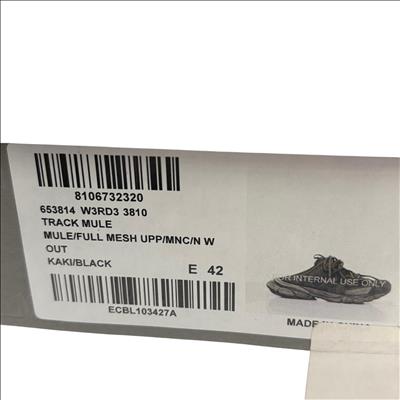 8106732320
653814 W3RD3 3810
TRACK MULE
MULE/FULL MESH UPP/MNC/N W
OUT
KAKI/BLACK
E 42
FOR INTERNAL USE ONLY
ECBL103427A
MADE IN